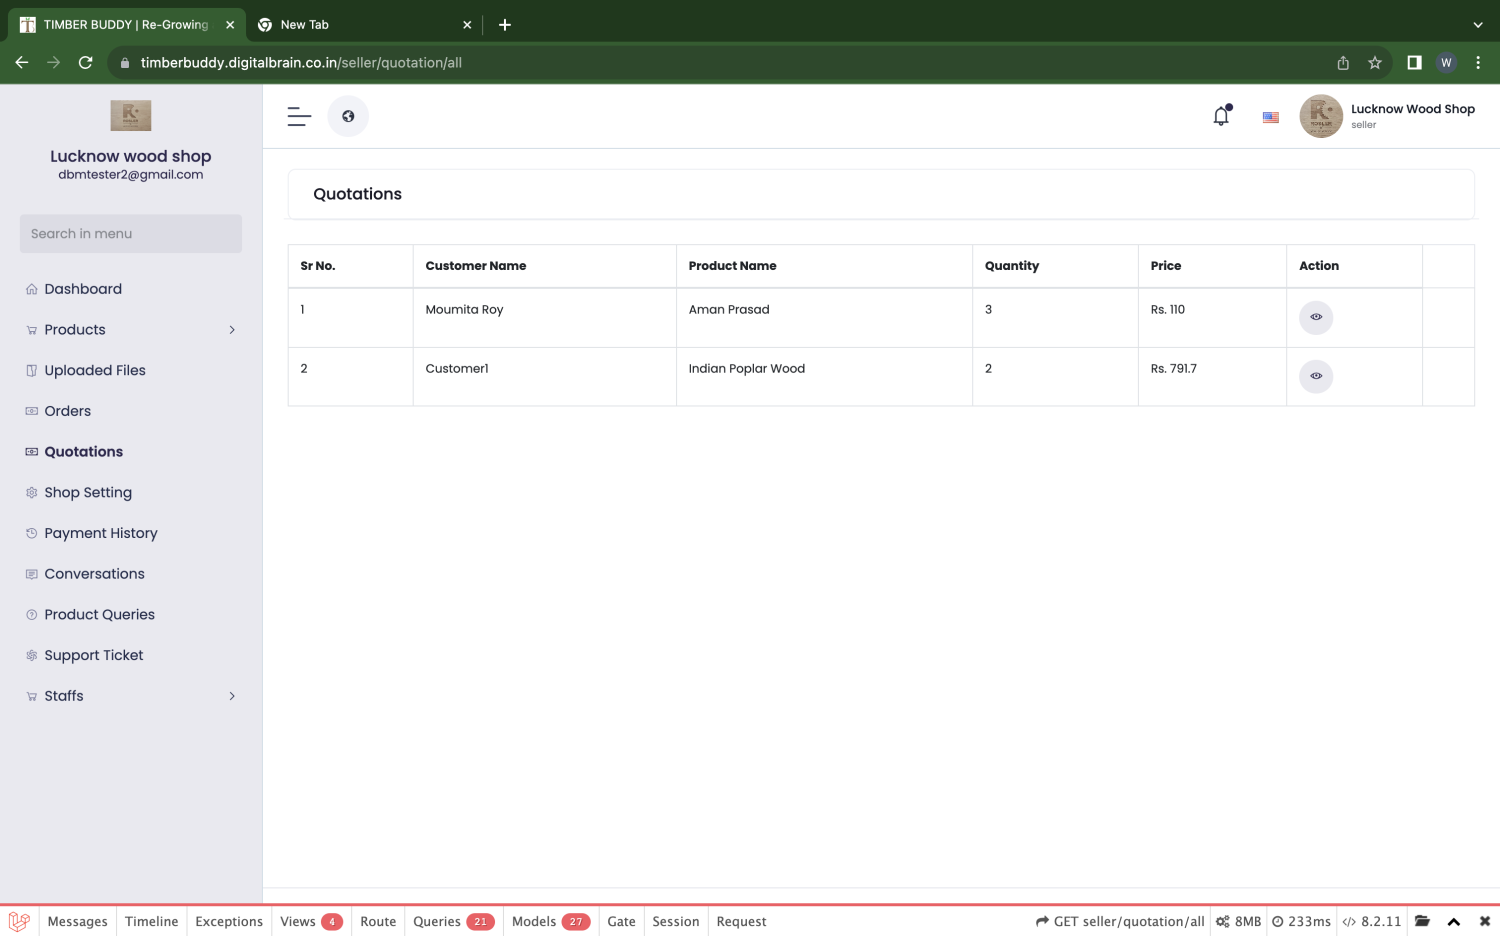 TIMBER BUDDY | Re-Growing
New Tab
timberbuddy.digitalbrain.co.in/seller/quotation/all
W
Lucknow wood shop
dbmtester2@gmail.com
Search in menu
Dashboard
Products
Uploaded Files
Orders
Quotations
Shop Setting
Payment History
Conversations
Product Queries
Support Ticket
Staffs
Lucknow Wood Shop
seller
Quotations
Sr No. Customer Name Product Name Quantity Price Action
1 Moumita Roy Aman Prasad 3 Rs. 110
2 Customer1 Indian Poplar Wood 2 Rs. 791.7
Messages Timeline Exceptions Views 4 Route Queries 21 Models 27 Gate Session Request GET seller/quotation/all 8MB 233ms 8.2.11